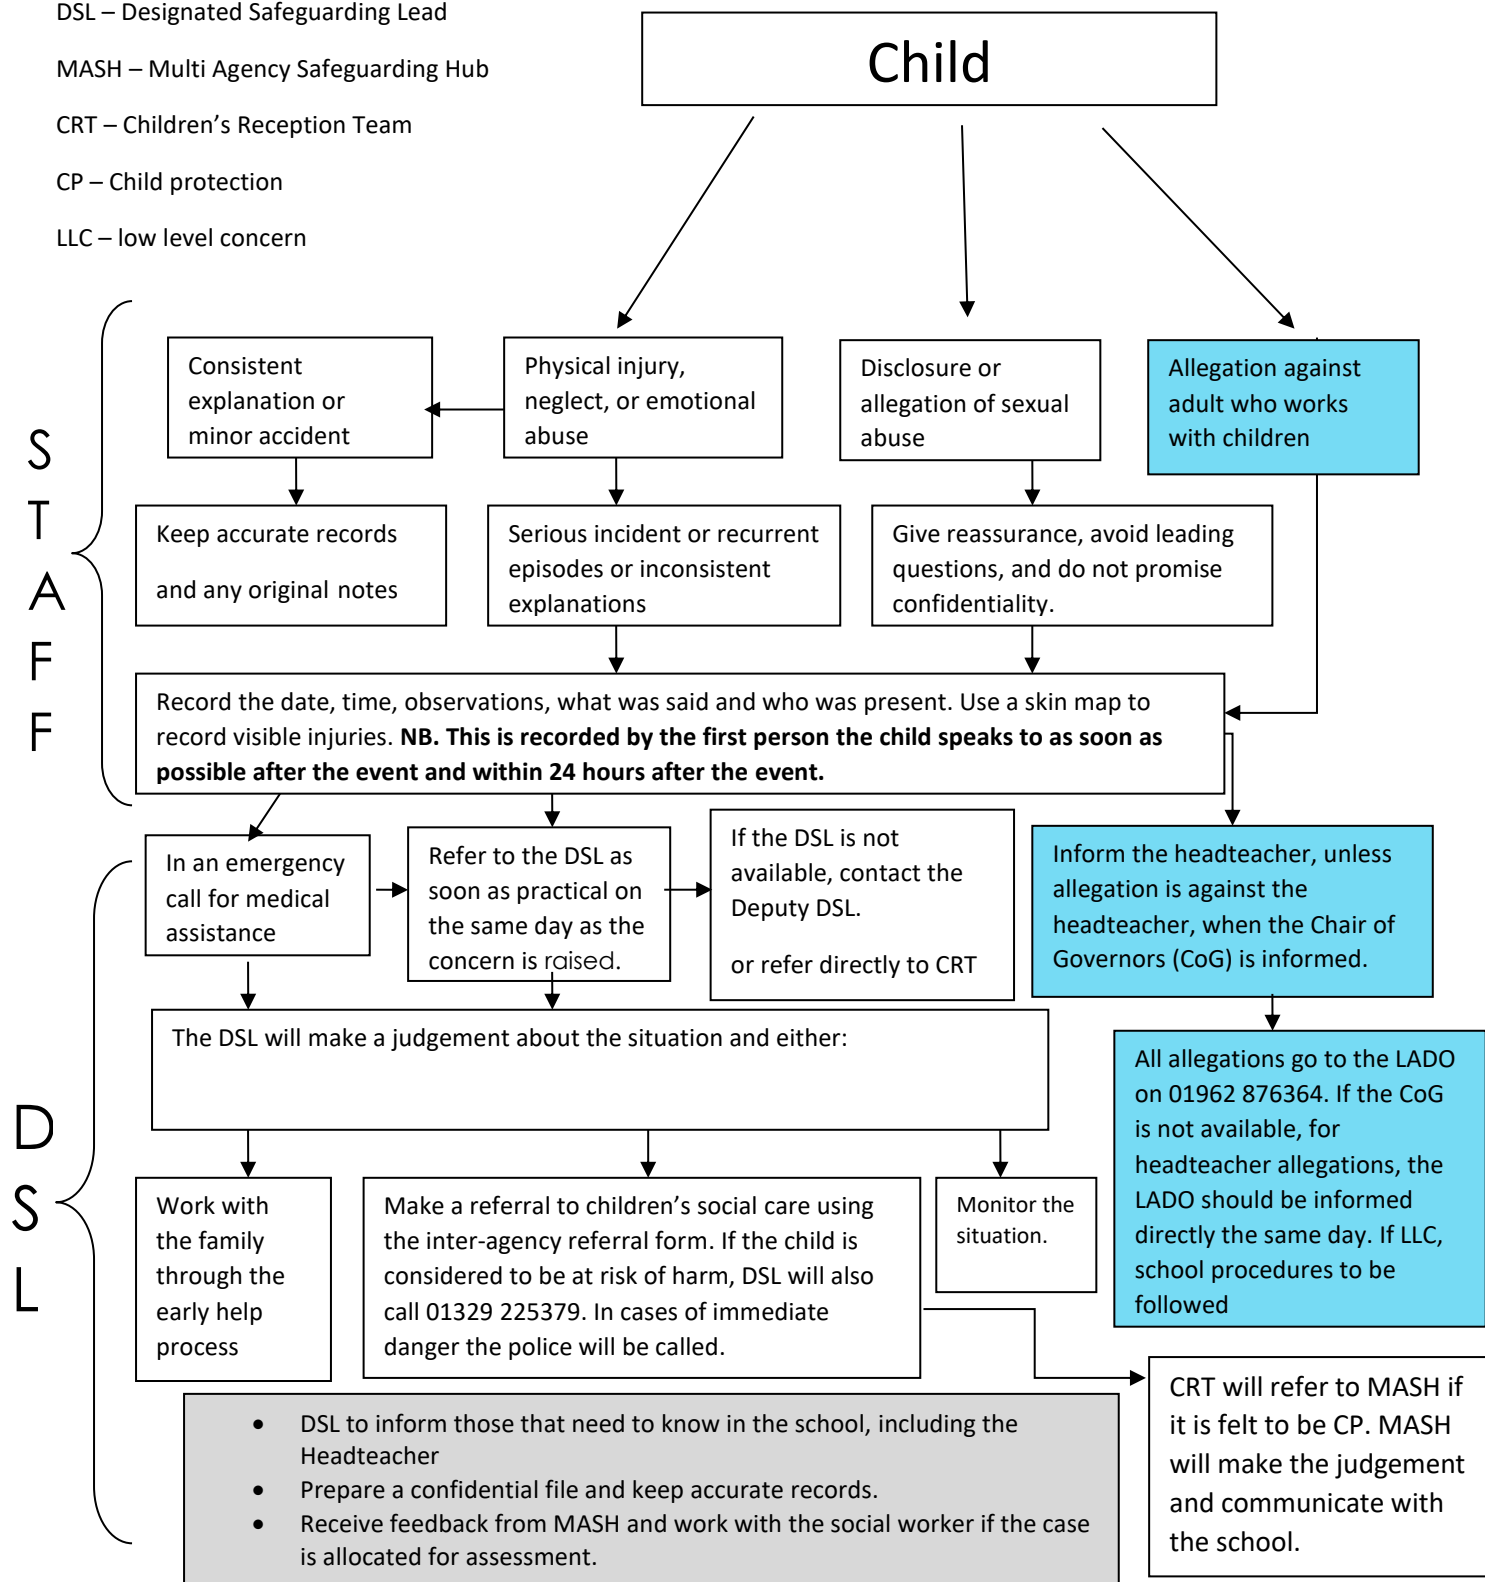 DSL – Designated Safeguarding Lead
MASH – Multi Agency Safeguarding Hub
CRT – Children's Reception Team
CP – Child protection
LLC – low level concern
Child
S
T
A
F
F
Consistent
explanation or
minor accident
Physical injury,
neglect, or emotional
abuse
Disclosure or
allegation of sexual
abuse
Allegation against
adult who works
with children
Keep accurate records
and any original notes
Serious incident or recurrent
episodes or inconsistent
explanations
Give reassurance, avoid leading
questions, and do not promise
confidentiality.
Record the date, time, observations, what was said and who was present. Use a skin map to
record visible injuries. NB. This is recorded by the first person the child speaks to as soon as
possible after the event and within 24 hours after the event.
D
S
L
In an emergency
call for medical
assistance
Refer to the DSL as
soon as practical on
the same day as the
concern is raised.
If the DSL is not
available, contact the
Deputy DSL.
or refer directly to CRT
Inform the headteacher, unless
allegation is against the
headteacher, when the Chair of
Governors (CoG) is informed.
The DSL will make a judgement about the situation and either:
All allegations go to the LADO
on 01962 876364. If the CoG
is not available, for
headteacher allegations, the
LADO should be informed
directly the same day. If LLC,
school procedures to be
followed
Work with
the family
through the
early help
process
Make a referral to children's social care using
the inter-agency referral form. If the child is
considered to be at risk of harm, DSL will also
call 01329 225379. In cases of immediate
danger the police will be called.
Monitor the
situation.
CRT will refer to MASH if
it is felt to be CP. MASH
will make the judgement
and communicate with
the school.
• DSL to inform those that need to know in the school, including the
Headteacher
• Prepare a confidential file and keep accurate records.
• Receive feedback from MASH and work with the social worker if the case
is allocated for assessment.